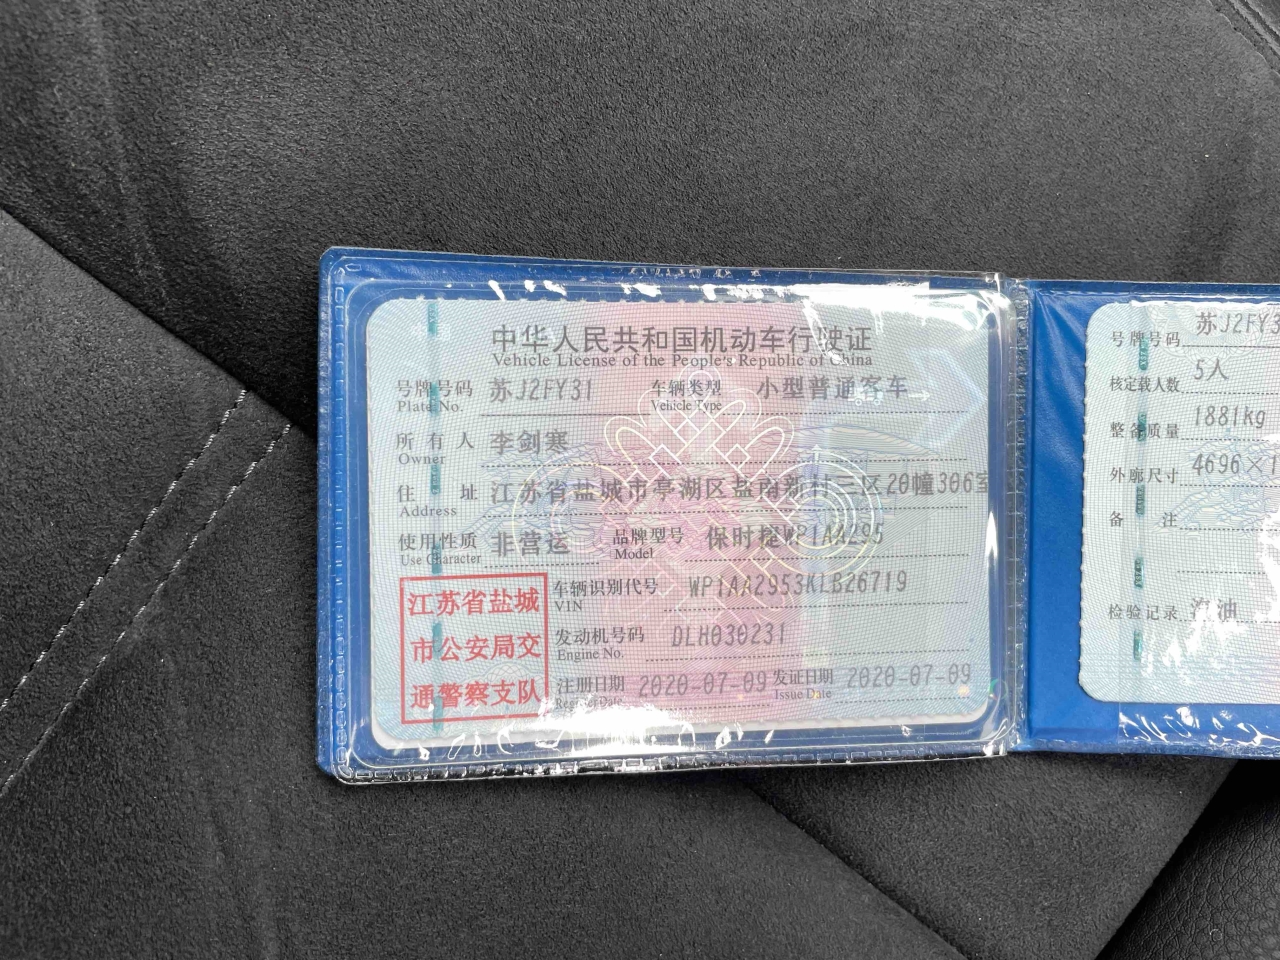 中华人民共和国机动车行驶证
Vehicle License of the People's Republic of China
号牌号码 苏J2FY31 车辆类型 小型普通客车
Plate No. Vehicle Type
所有人 李剑寒
Owner
住址 江苏省盐城市亭湖区盐南新村三区20幢306室
Address
使用性质 非营运 品牌型号 保时捷WP1AA295
Use Character Model
江苏省盐城
市公安局交
通警察支队
车辆识别代号 WP1AA2953KLB26719
VIN
发动机号码 DLH030231
Engine No.
注册日期 2020-07-09 发证日期 2020-07-09
Register Date Issue Date
号牌号码 苏J2FY3
核定载人数 5人
整备质量 1881kg
外廓尺寸 4696×1
备注
检验记录 汽油